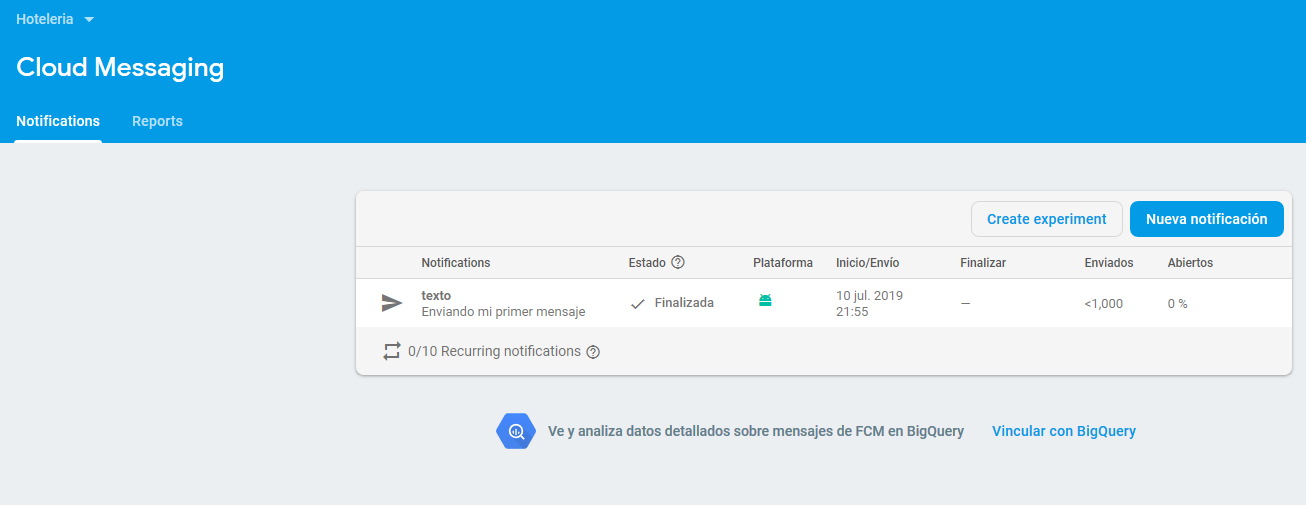 Hoteleria
Cloud Messaging
Notifications Reports
Create experiment Nueva notificación
Notifications Estado Plataforma Inicio/Envío Finalizar Enviados Abiertos
texto
Enviando mi primer mensaje
Finalizada
10 jul. 2019
21:55
—
<1,000
0 %
0/10 Recurring notifications
Ve y analiza datos detallados sobre mensajes de FCM en BigQuery Vincular con BigQuery